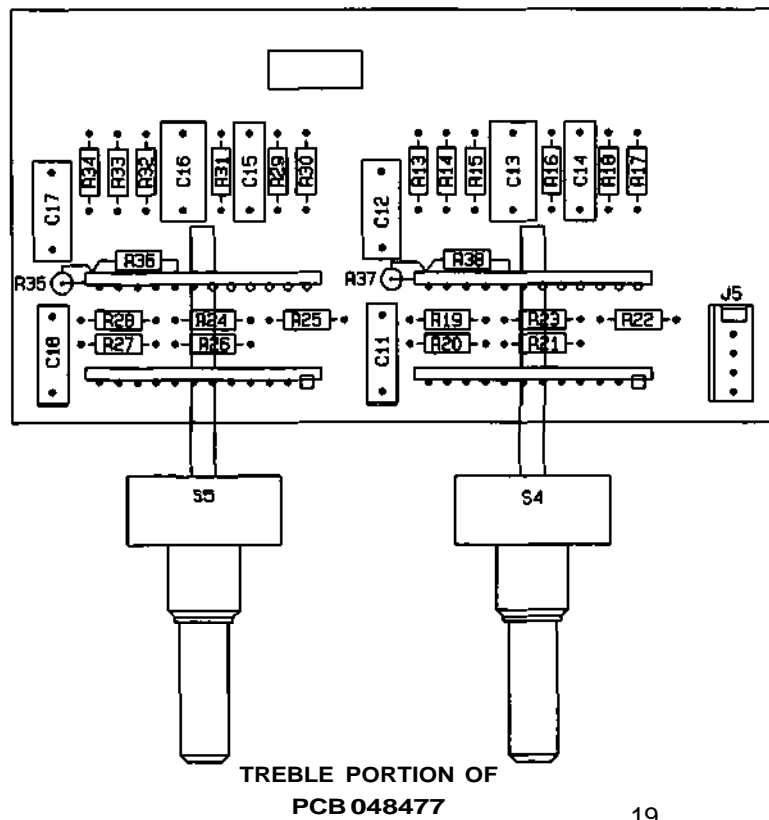 R34 R33 R32 C16 R31 C15 R29 R30 R13 R14 R15 C13 R16 C14 R18 R17
C17 C12
R36 R38
R35 R37
J5
C18 R28 R24 R25 C11 R19 R23 R22
R27 R26 R20 R21
S5 S4
TREBLE PORTION OF
PCB 048477
19